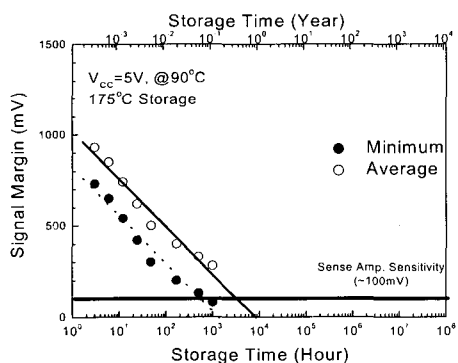 Storage Time (Year)
10⁻³ 10⁻² 10⁻¹ 10⁰ 10¹ 10² 10³ 10⁴
1500
1000
500
0
Signal Margin (mV)
V_CC=5V, @90°C
175°C Storage
Minimum
Average
Sense Amp. Sensitivity
(~100mV)
10⁰ 10¹ 10² 10³ 10⁴ 10⁵ 10⁶ 10⁷ 10⁸
Storage Time (Hour)